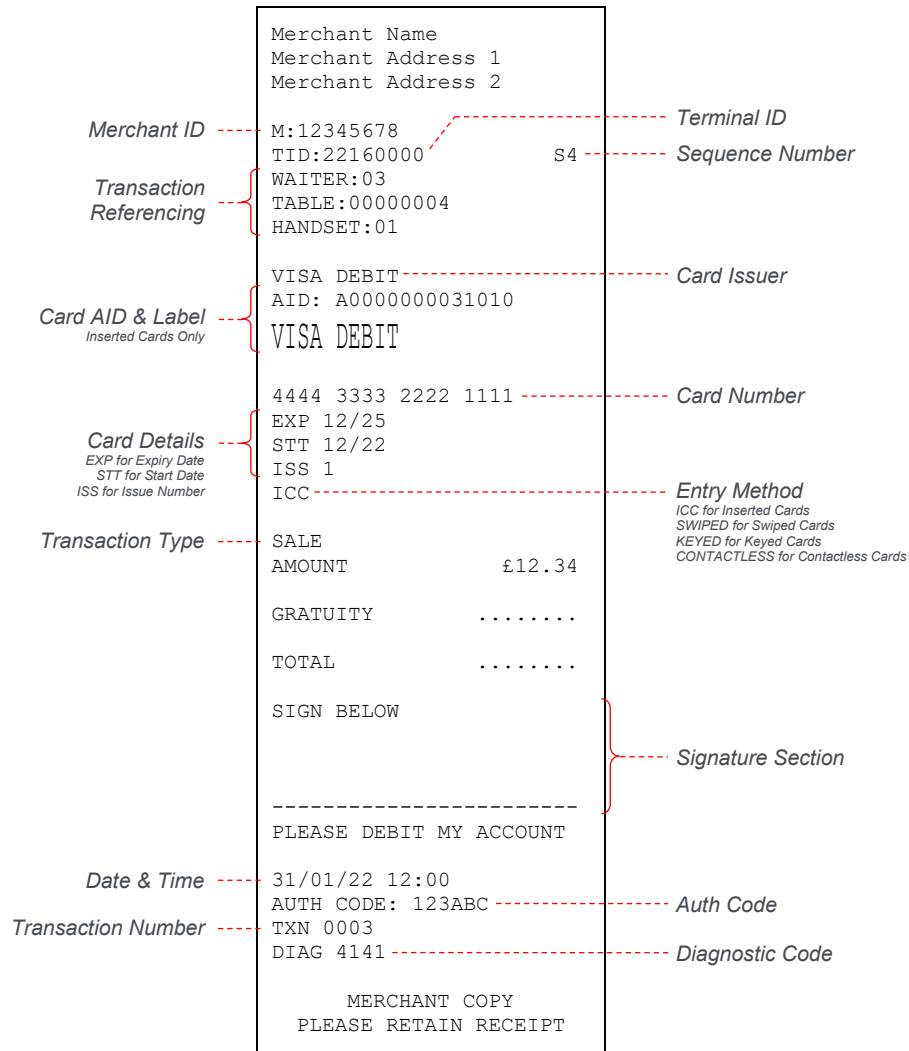 Merchant Name
Merchant Address 1
Merchant Address 2
Merchant ID M:12345678 Terminal ID
TID:22160000 S4 Sequence Number
Transaction Referencing
WAITER:03
TABLE:00000004
HANDSET:01
VISA DEBIT Card Issuer
Card AID & Label
Inserted Cards Only
AID: A0000000031010
VISA DEBIT
4444 3333 2222 1111 Card Number
Card Details
EXP for Expiry Date
STT for Start Date
ISS for Issue Number
EXP 12/25
STT 12/22
ISS 1
ICC Entry Method
ICC for Inserted Cards
SWIPED for Swiped Cards
KEYED for Keyed Cards
CONTACTLESS for Contactless Cards
Transaction Type SALE
AMOUNT £12.34
GRATUITY ........
TOTAL ........
SIGN BELOW
Signature Section
------------------------
PLEASE DEBIT MY ACCOUNT
Date & Time 31/01/22 12:00
AUTH CODE: 123ABC Auth Code
Transaction Number TXN 0003
DIAG 4141 Diagnostic Code
MERCHANT COPY
PLEASE RETAIN RECEIPT